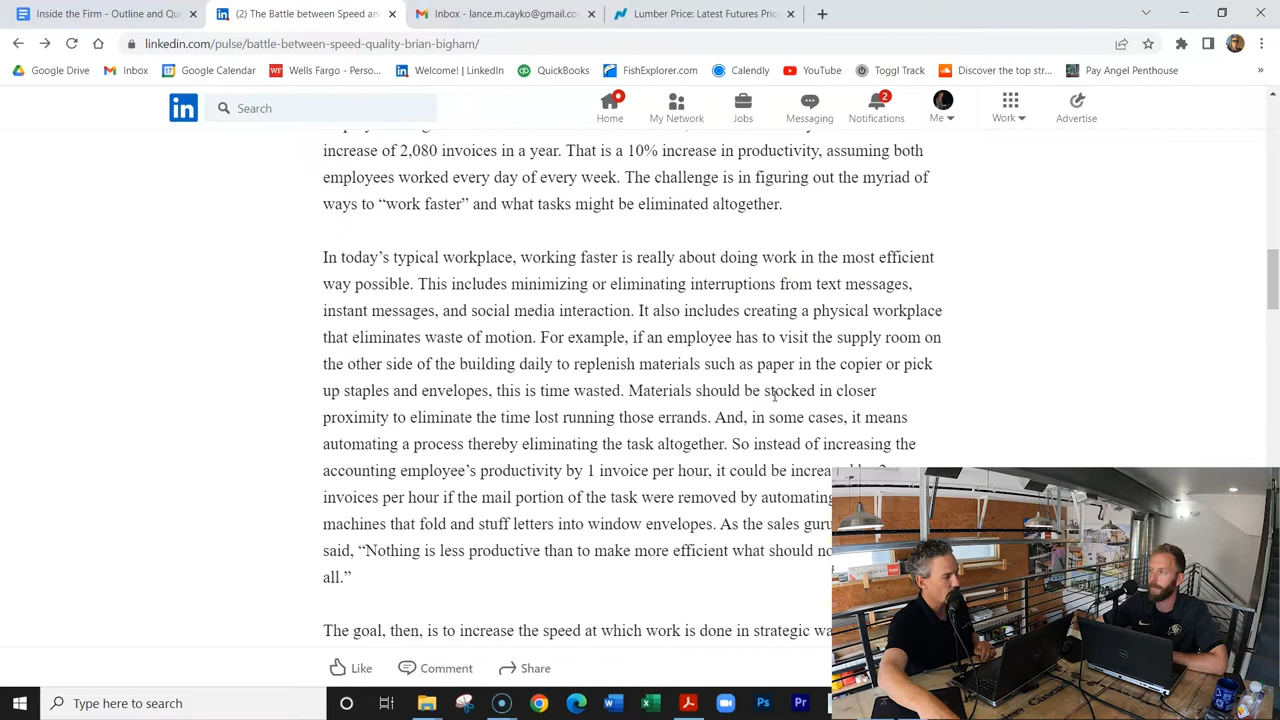 Inside the Firm - Outline and Que
(2) The Battle between Speed an
Inbox - lance.m.cayko@gmail.co
Lumber Price: Latest Futures Pric
linkedin.com/pulse/battle-between-speed-quality-brian-bigham/
Google Drive
Inbox
Google Calendar
Wells Fargo - Perso...
Welcome! | LinkedIn
QuickBooks
FishExplorer.com
Calendly
YouTube
Toggl Track
Discover the top str...
Pay Angel Penthouse
»
in
Search
Home
My Network
Jobs
Messaging
2
Notifications
Me
Work
Advertise
increase of 2,080 invoices in a year. That is a 10% increase in productivity, assuming both
employees worked every day of every week. The challenge is in figuring out the myriad of
ways to “work faster” and what tasks might be eliminated altogether.
In today’s typical workplace, working faster is really about doing work in the most efficient
way possible. This includes minimizing or eliminating interruptions from text messages,
instant messages, and social media interaction. It also includes creating a physical workplace
that eliminates waste of motion. For example, if an employee has to visit the supply room on
the other side of the building daily to replenish materials such as paper in the copier or pick
up staples and envelopes, this is time wasted. Materials should be stocked in closer
proximity to eliminate the time lost running those errands. And, in some cases, it means
automating a process thereby eliminating the task altogether. So instead of increasing the
accounting employee’s productivity by 1 invoice per hour, it could be increa
invoices per hour if the mail portion of the task were removed by automating
machines that fold and stuff letters into window envelopes. As the sales guru
said, “Nothing is less productive than to make more efficient what should no
all.”
The goal, then, is to increase the speed at which work is done in strategic wa
Like
Comment
Share
Type here to search